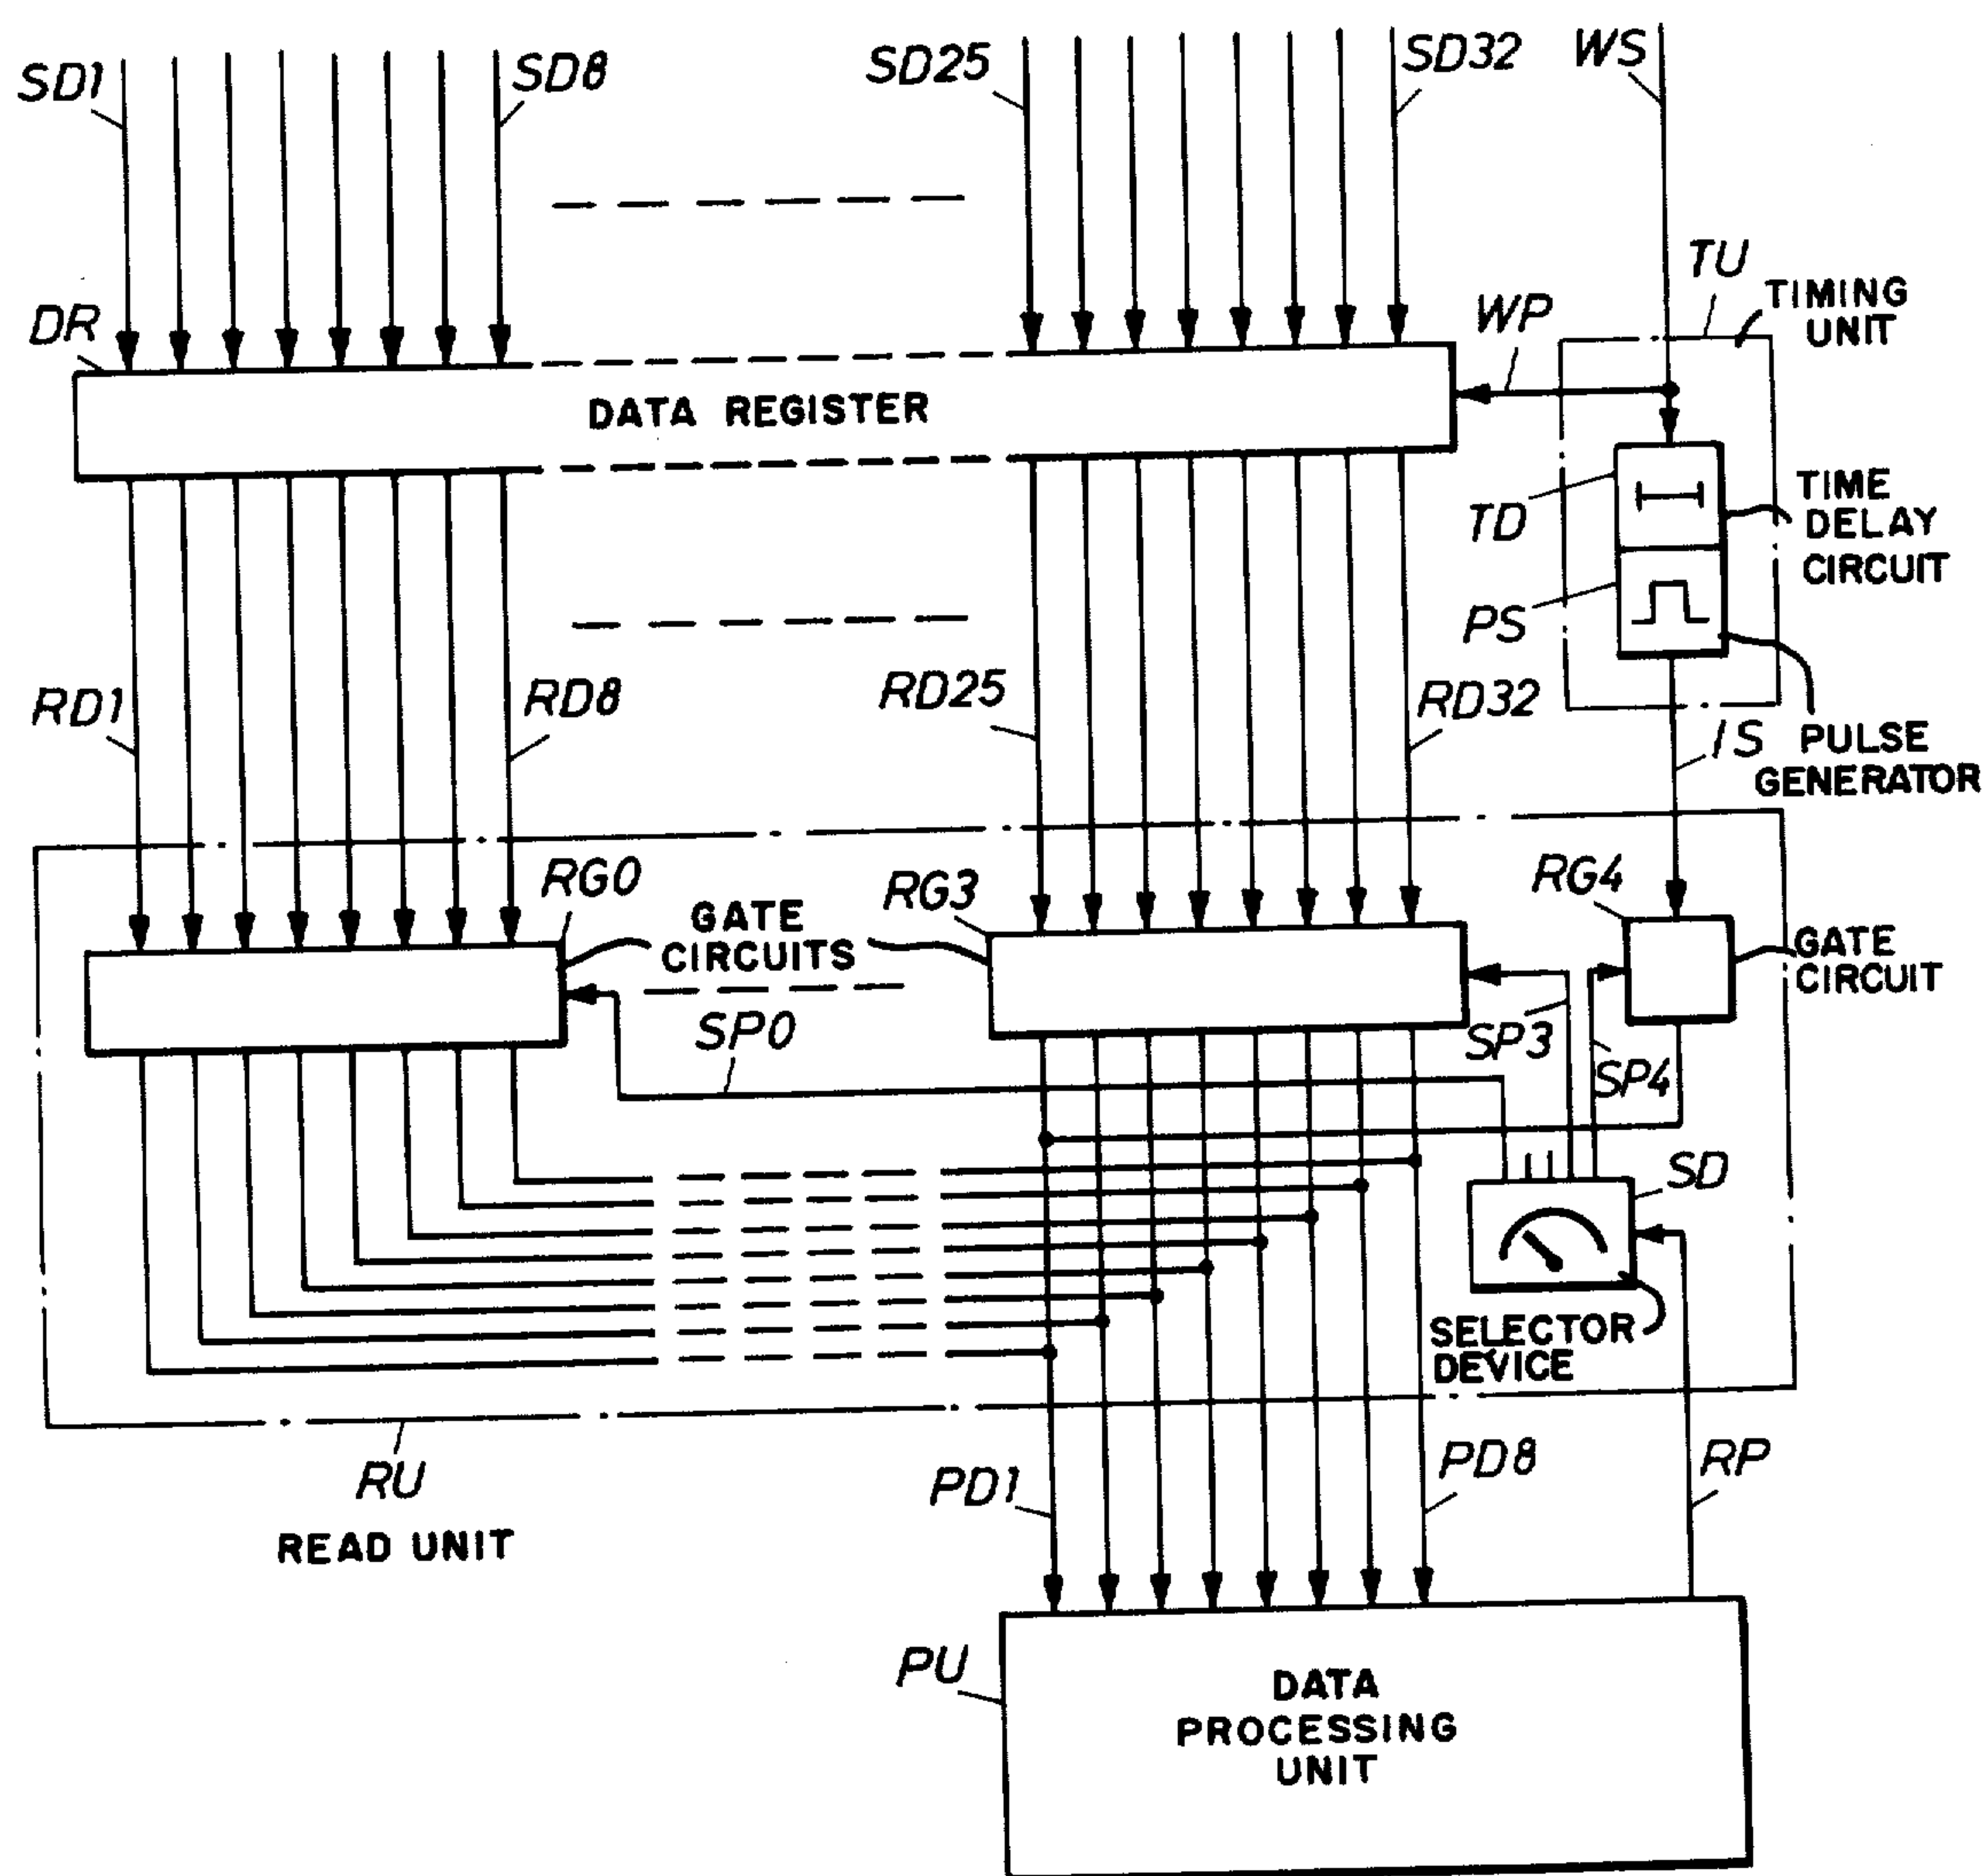 SD1
SD8
SD25
SD32
WS
TU
TIMING
UNIT
DR
WP
DATA REGISTER
TD
TIME
DELAY
CIRCUIT
PS
RD1
RD8
RD25
RD32
IS
PULSE
GENERATOR
RG0
GATE
CIRCUITS
RG3
RG4
GATE
CIRCUIT
SP0
SP3
SP4
SD
SELECTOR
DEVICE
RU
READ UNIT
PD1
PD8
RP
PU
DATA
PROCESSING
UNIT